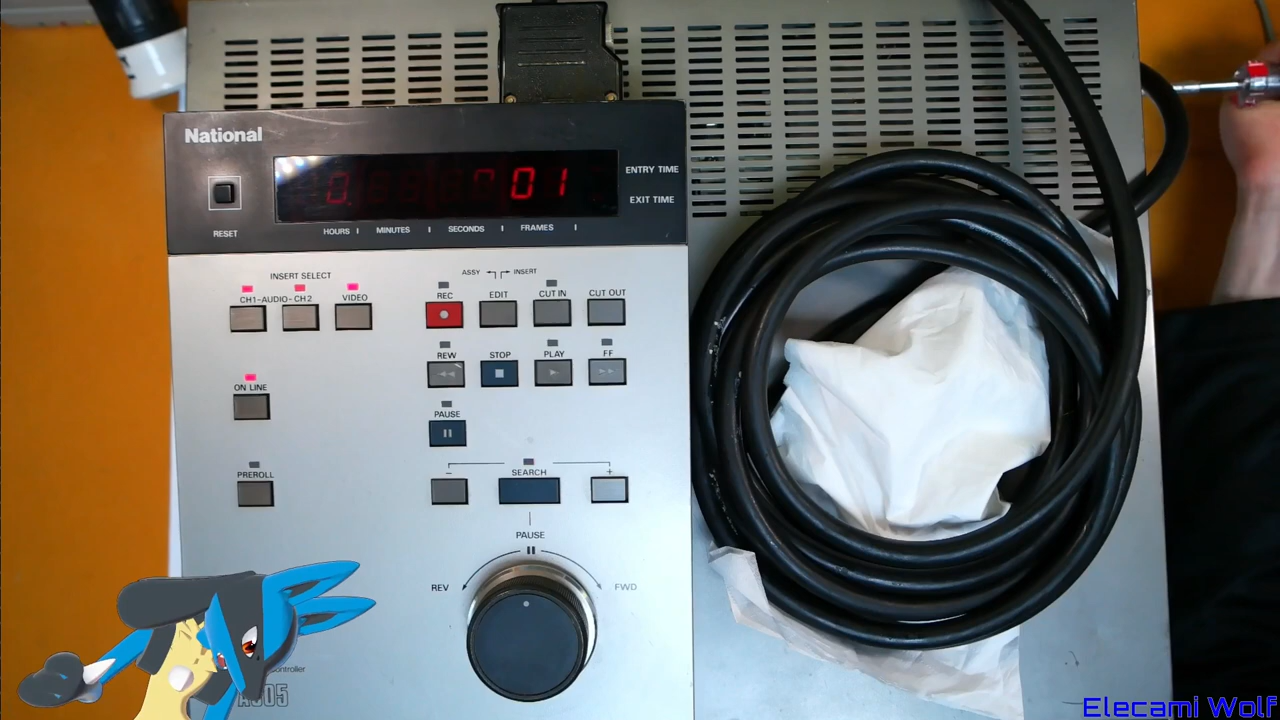 National
0 01
ENTRY TIME
EXIT TIME
RESET
HOURS MINUTES SECONDS FRAMES
INSERT SELECT
CH1-AUDIO-CH2
VIDEO
ASSY INSERT
REC EDIT CUT IN CUT OUT
REW STOP PLAY FF
ON LINE
PAUSE
PREROLL
- SEARCH +
PAUSE
REV FWD
Elecami Wolf